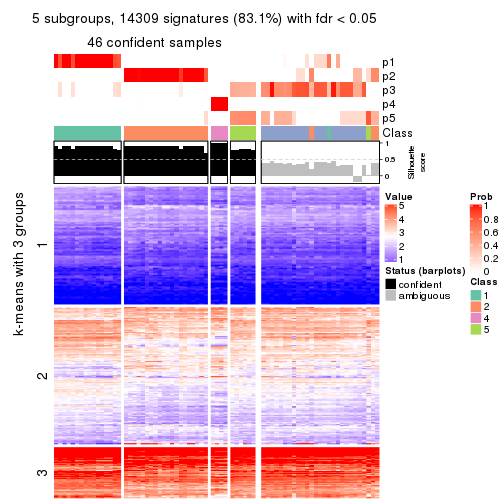 5 subgroups, 14309 signatures (83.1%) with fdr < 0.05
46 confident samples
p1
p2
p3
p4
p5
Class
1
0.5
0
Silhouette
score
k-means with 3 groups
1
2
3
Value
5
4
3
2
1
Status (barplots)
confident
ambiguous
Prob
1
0.8
0.6
0.4
0.2
0
Class
1
2
4
5